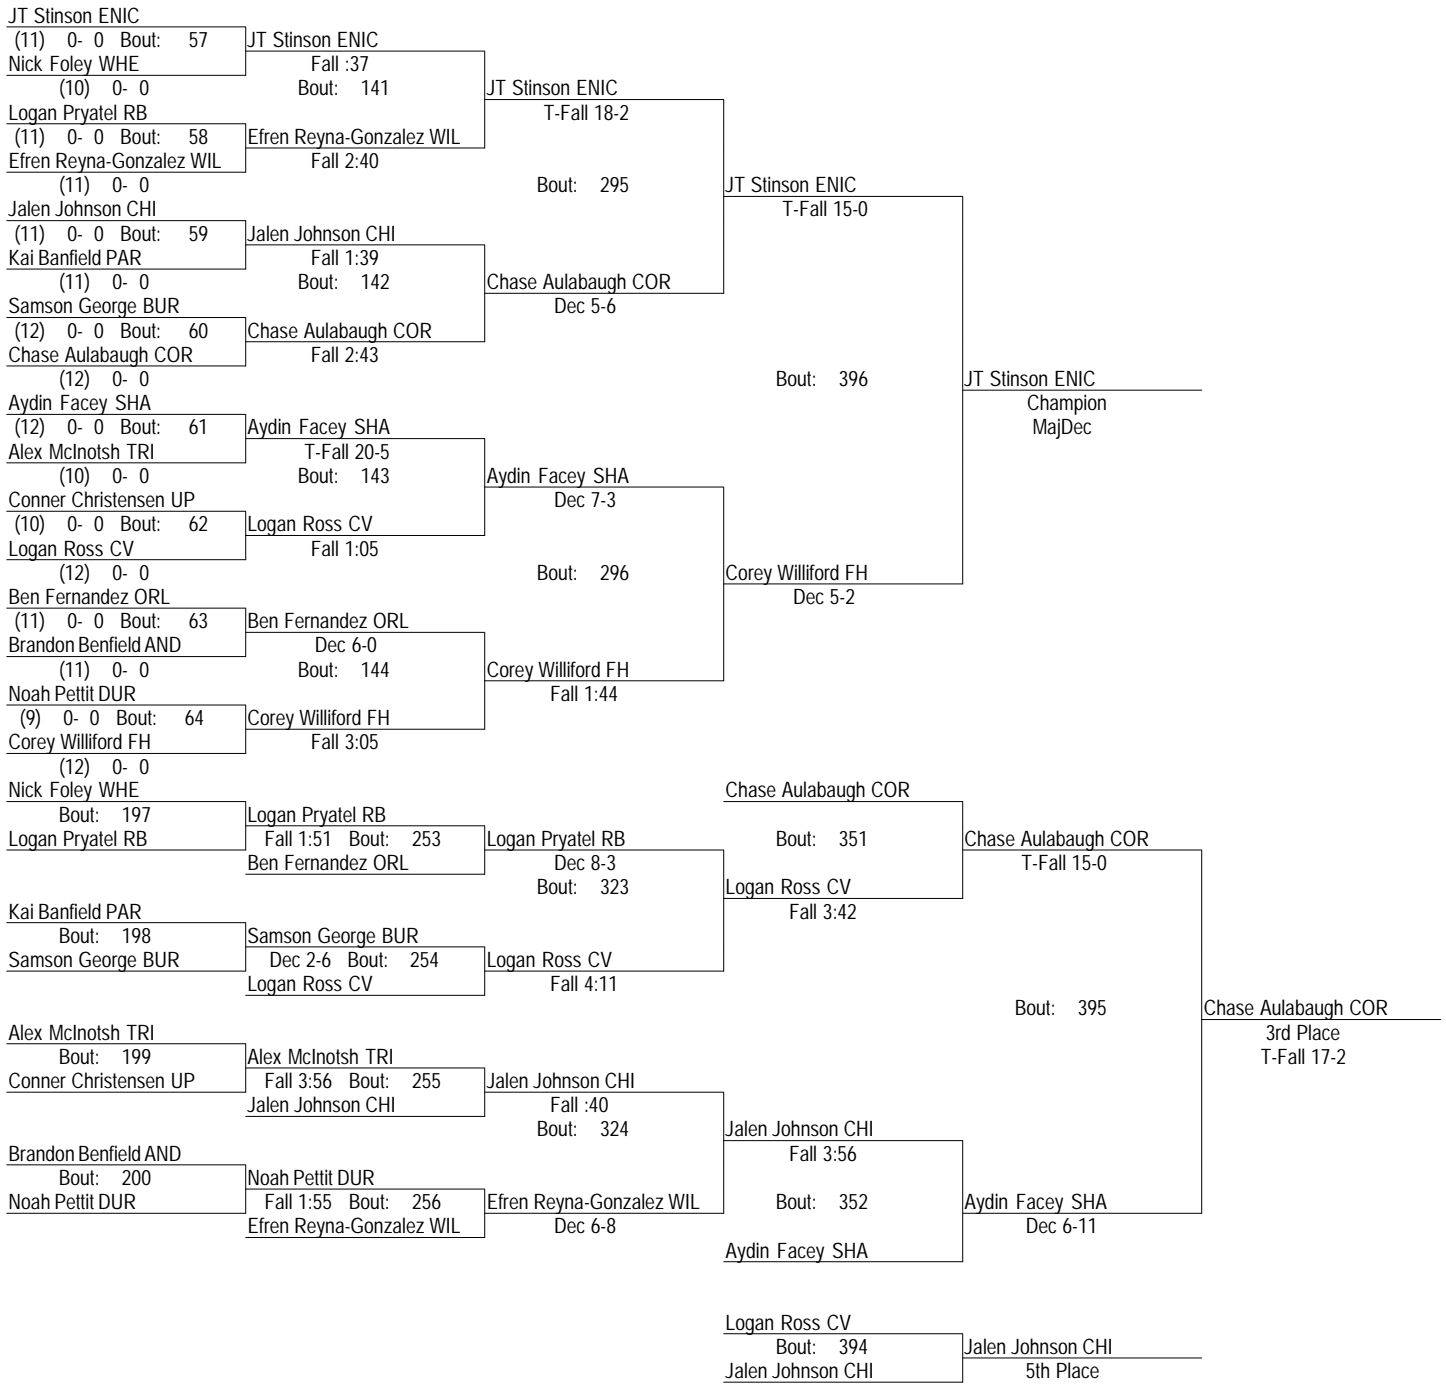 JT Stinson ENIC
(11) 0- 0 Bout: 57
JT Stinson ENIC
Nick Foley WHE
Fall :37
(10) 0- 0
Bout: 141
JT Stinson ENIC
Logan Pryatel RB
T-Fall 18-2
(11) 0- 0 Bout: 58
Efren Reyna-Gonzalez WIL
Efren Reyna-Gonzalez WIL
Fall 2:40
(11) 0- 0
Bout: 295
JT Stinson ENIC
Jalen Johnson CHI
T-Fall 15-0
(11) 0- 0 Bout: 59
Jalen Johnson CHI
Kai Banfield PAR
Fall 1:39
(11) 0- 0
Bout: 142
Chase Aulabaugh COR
Samson George BUR
Dec 5-6
(12) 0- 0 Bout: 60
Chase Aulabaugh COR
Chase Aulabaugh COR
Fall 2:43
(12) 0- 0
Bout: 396
JT Stinson ENIC
Aydin Facey SHA
Champion
(12) 0- 0 Bout: 61
Aydin Facey SHA
MajDec
Alex McInotsh TRI
T-Fall 20-5
(10) 0- 0
Bout: 143
Aydin Facey SHA
Conner Christensen UP
Dec 7-3
(10) 0- 0 Bout: 62
Logan Ross CV
Logan Ross CV
Fall 1:05
(12) 0- 0
Bout: 296
Corey Williford FH
Ben Fernandez ORL
Dec 5-2
(11) 0- 0 Bout: 63
Ben Fernandez ORL
Brandon Benfield AND
Dec 6-0
(11) 0- 0
Bout: 144
Corey Williford FH
Noah Pettit DUR
Fall 1:44
(9) 0- 0 Bout: 64
Corey Williford FH
Corey Williford FH
Fall 3:05
(12) 0- 0
Nick Foley WHE
Chase Aulabaugh COR
Bout: 197
Logan Pryatel RB
Logan Pryatel RB
Fall 1:51 Bout: 253
Logan Pryatel RB
Bout: 351
Chase Aulabaugh COR
Ben Fernandez ORL
Dec 8-3
T-Fall 15-0
Bout: 323
Logan Ross CV
Kai Banfield PAR
Fall 3:42
Bout: 198
Samson George BUR
Samson George BUR
Dec 2-6 Bout: 254
Logan Ross CV
Logan Ross CV
Fall 4:11
Bout: 395
Chase Aulabaugh COR
Alex McInotsh TRI
3rd Place
Bout: 199
Alex McInotsh TRI
T-Fall 17-2
Conner Christensen UP
Fall 3:56 Bout: 255
Jalen Johnson CHI
Jalen Johnson CHI
Fall :40
Bout: 324
Jalen Johnson CHI
Brandon Benfield AND
Fall 3:56
Bout: 200
Noah Pettit DUR
Noah Pettit DUR
Fall 1:55 Bout: 256
Efren Reyna-Gonzalez WIL
Bout: 352
Aydin Facey SHA
Efren Reyna-Gonzalez WIL
Dec 6-8
Dec 6-11
Aydin Facey SHA
Logan Ross CV
Bout: 394
Jalen Johnson CHI
Jalen Johnson CHI
5th Place